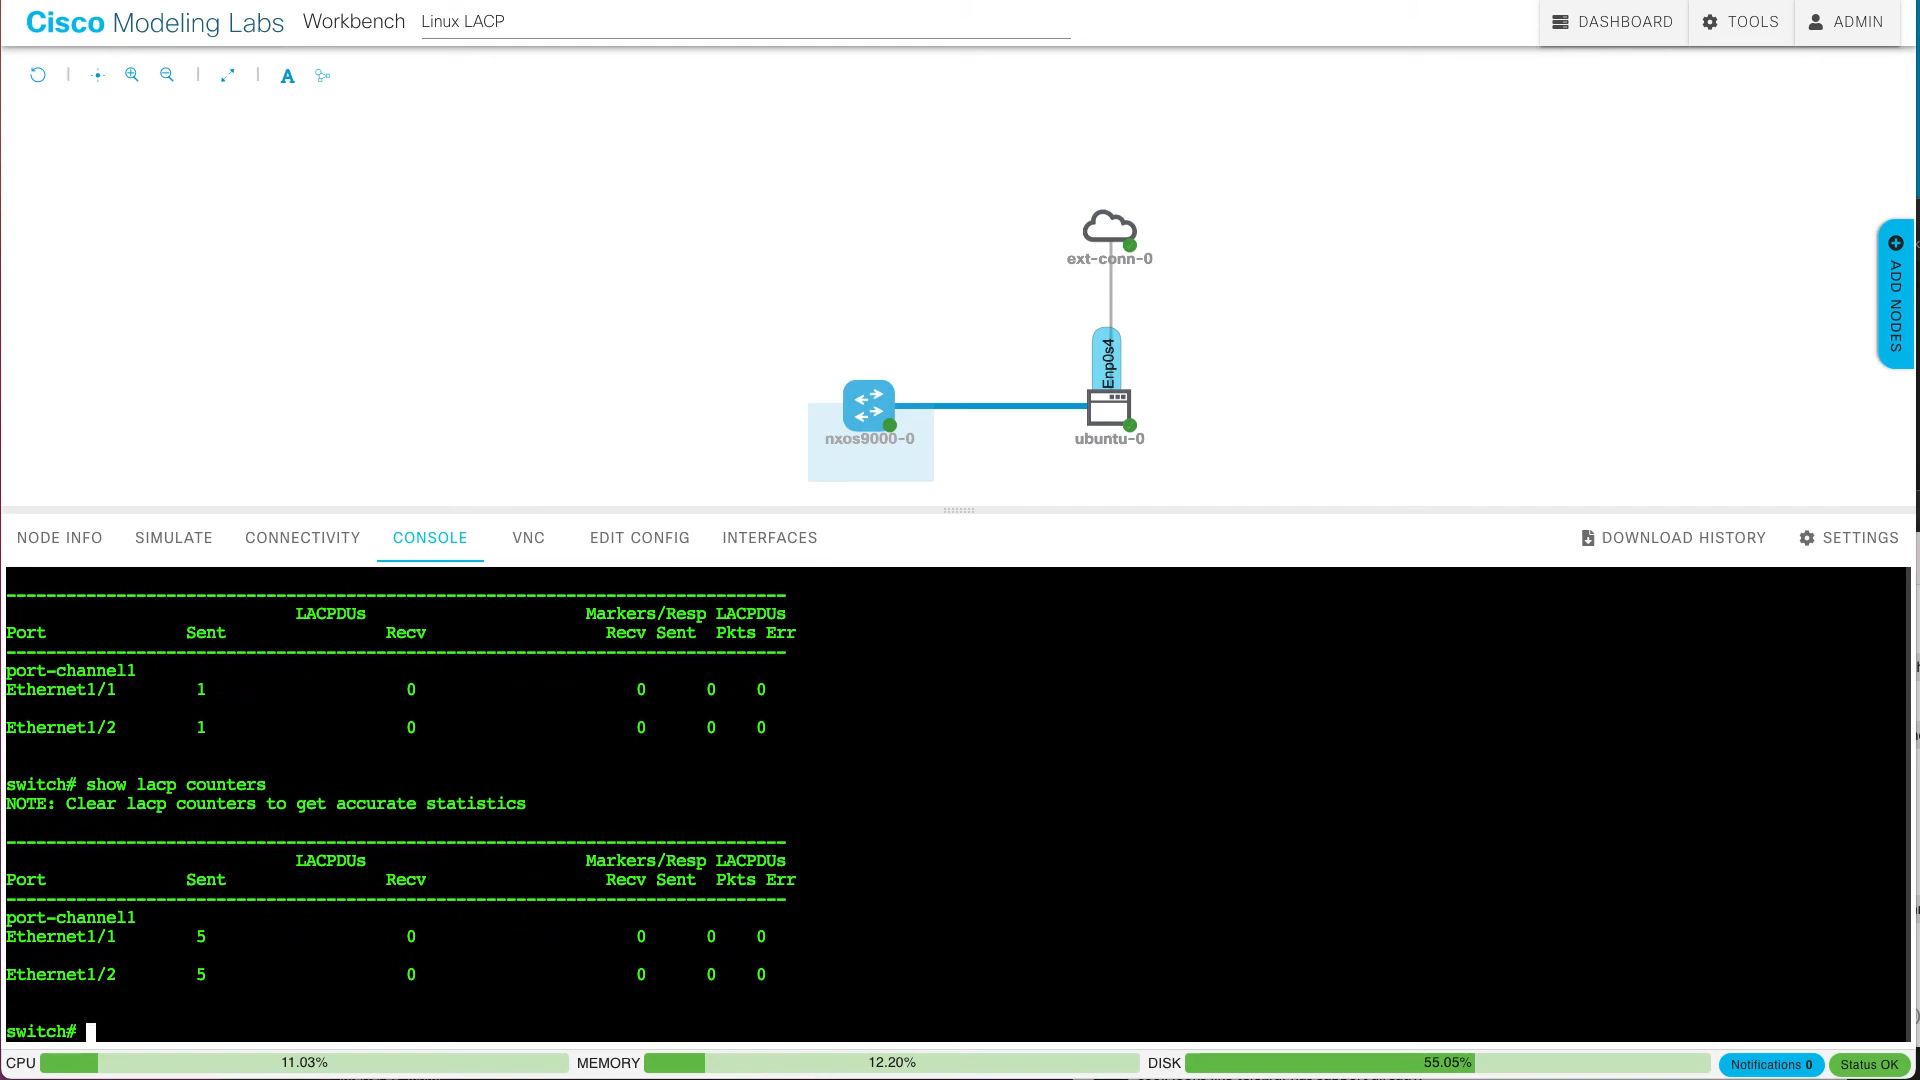 Cisco Modeling Labs Workbench Linux LACP DASHBOARD TOOLS ADMIN
A
ext-conn-0
ADD NODES
Enp0s4
nxos9000-0 ubuntu-0
NODE INFO SIMULATE CONNECTIVITY CONSOLE VNC EDIT CONFIG INTERFACES DOWNLOAD HISTORY SETTINGS
--------------------------------------------------------------------------------
LACPDUs Markers/Resp LACPDUs
Port Sent Recv Recv Sent Pkts Err
--------------------------------------------------------------------------------
port-channel1
Ethernet1/1 1 0 0 0 0
Ethernet1/2 1 0 0 0 0
switch# show lacp counters
NOTE: Clear lacp counters to get accurate statistics
--------------------------------------------------------------------------------
LACPDUs Markers/Resp LACPDUs
Port Sent Recv Recv Sent Pkts Err
--------------------------------------------------------------------------------
port-channel1
Ethernet1/1 5 0 0 0 0
Ethernet1/2 5 0 0 0 0
switch#
CPU 11.03% MEMORY 12.20% DISK 55.05% Notifications 0 Status OK